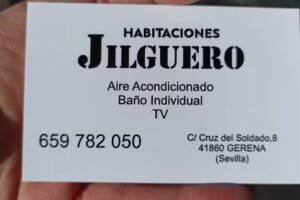 HABITACIONES
JILGUERO
Aire Acondicionado
Baño Individual
TV
659 782 050
C/ Cruz del Soldado,8
41860 GERENA
(Sevilla)